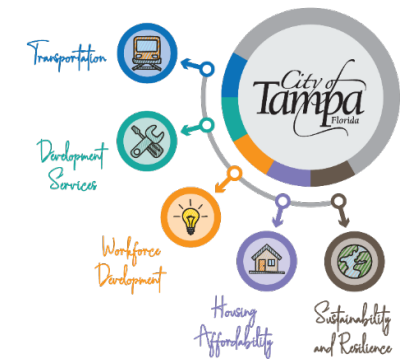 Transportation
City of
Tampa
Florida
Development
Services
Workforce
Development
Housing
Affordability
Sustainability
and Resilience